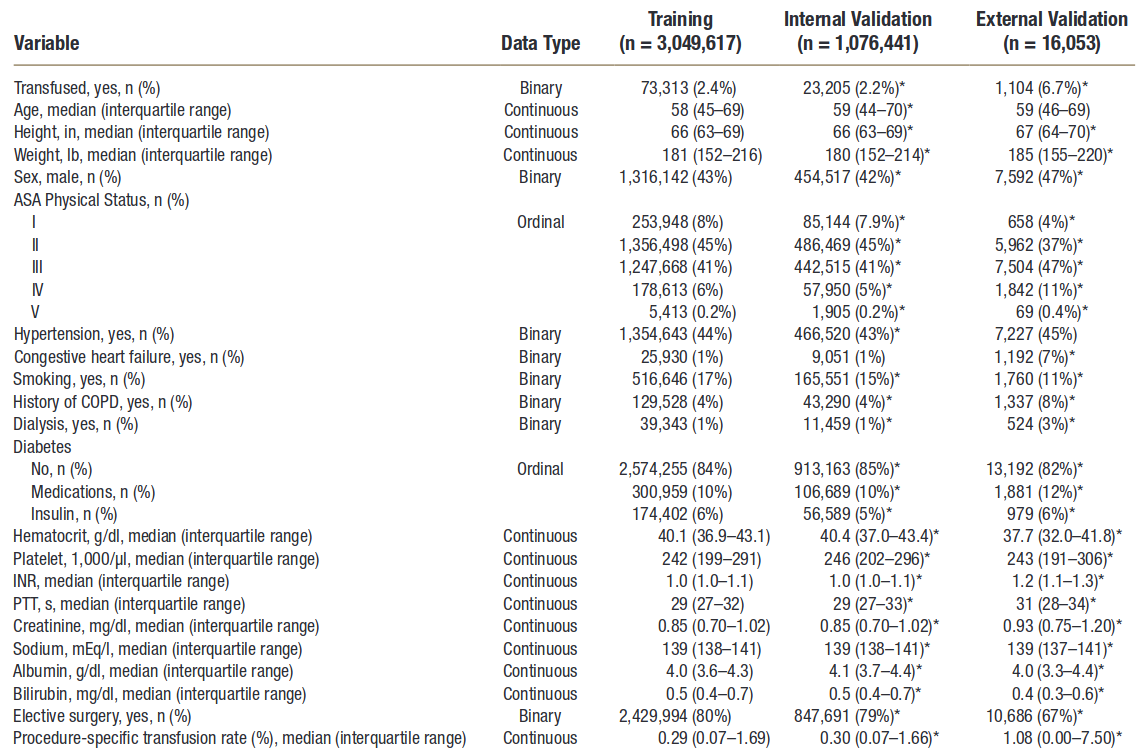 Training Internal Validation External Validation
Variable Data Type (n = 3,049,617) (n = 1,076,441) (n = 16,053)
Transfused, yes, n (%) Binary 73,313 (2.4%) 23,205 (2.2%)* 1,104 (6.7%)*
Age, median (interquartile range) Continuous 58 (45–69) 59 (44–70)* 59 (46–69)
Height, in, median (interquartile range) Continuous 66 (63–69) 66 (63–69)* 67 (64–70)*
Weight, lb, median (interquartile range) Continuous 181 (152–216) 180 (152–214)* 185 (155–220)*
Sex, male, n (%) Binary 1,316,142 (43%) 454,517 (42%)* 7,592 (47%)*
ASA Physical Status, n (%)
I Ordinal 253,948 (8%) 85,144 (7.9%)* 658 (4%)*
II 1,356,498 (45%) 486,469 (45%)* 5,962 (37%)*
III 1,247,668 (41%) 442,515 (41%)* 7,504 (47%)*
IV 178,613 (6%) 57,950 (5%)* 1,842 (11%)*
V 5,413 (0.2%) 1,905 (0.2%)* 69 (0.4%)*
Hypertension, yes, n (%) Binary 1,354,643 (44%) 466,520 (43%)* 7,227 (45%)
Congestive heart failure, yes, n (%) Binary 25,930 (1%) 9,051 (1%) 1,192 (7%)*
Smoking, yes, n (%) Binary 516,646 (17%) 165,551 (15%)* 1,760 (11%)*
History of COPD, yes, n (%) Binary 129,528 (4%) 43,290 (4%)* 1,337 (8%)*
Dialysis, yes, n (%) Binary 39,343 (1%) 11,459 (1%)* 524 (3%)*
Diabetes
No, n (%) Ordinal 2,574,255 (84%) 913,163 (85%)* 13,192 (82%)*
Medications, n (%) 300,959 (10%) 106,689 (10%)* 1,881 (12%)*
Insulin, n (%) 174,402 (6%) 56,589 (5%)* 979 (6%)*
Hematocrit, g/dl, median (interquartile range) Continuous 40.1 (36.9–43.1) 40.4 (37.0–43.4)* 37.7 (32.0–41.8)*
Platelet, 1,000/µl, median (interquartile range) Continuous 242 (199–291) 246 (202–296)* 243 (191–306)*
INR, median (interquartile range) Continuous 1.0 (1.0–1.1) 1.0 (1.0–1.1)* 1.2 (1.1–1.3)*
PTT, s, median (interquartile range) Continuous 29 (27–32) 29 (27–33)* 31 (28–34)*
Creatinine, mg/dl, median (interquartile range) Continuous 0.85 (0.70–1.02) 0.85 (0.70–1.02)* 0.93 (0.75–1.20)*
Sodium, mEq/l, median (interquartile range) Continuous 139 (138–141) 139 (138–141)* 139 (137–141)*
Albumin, g/dl, median (interquartile range) Continuous 4.0 (3.6–4.3) 4.1 (3.7–4.4)* 4.0 (3.3–4.4)*
Bilirubin, mg/dl, median (interquartile range) Continuous 0.5 (0.4–0.7) 0.5 (0.4–0.7)* 0.4 (0.3–0.6)*
Elective surgery, yes, n (%) Binary 2,429,994 (80%) 847,691 (79%)* 10,686 (67%)*
Procedure-specific transfusion rate (%), median (interquartile range) Continuous 0.29 (0.07–1.69) 0.30 (0.07–1.66)* 1.08 (0.00–7.50)*